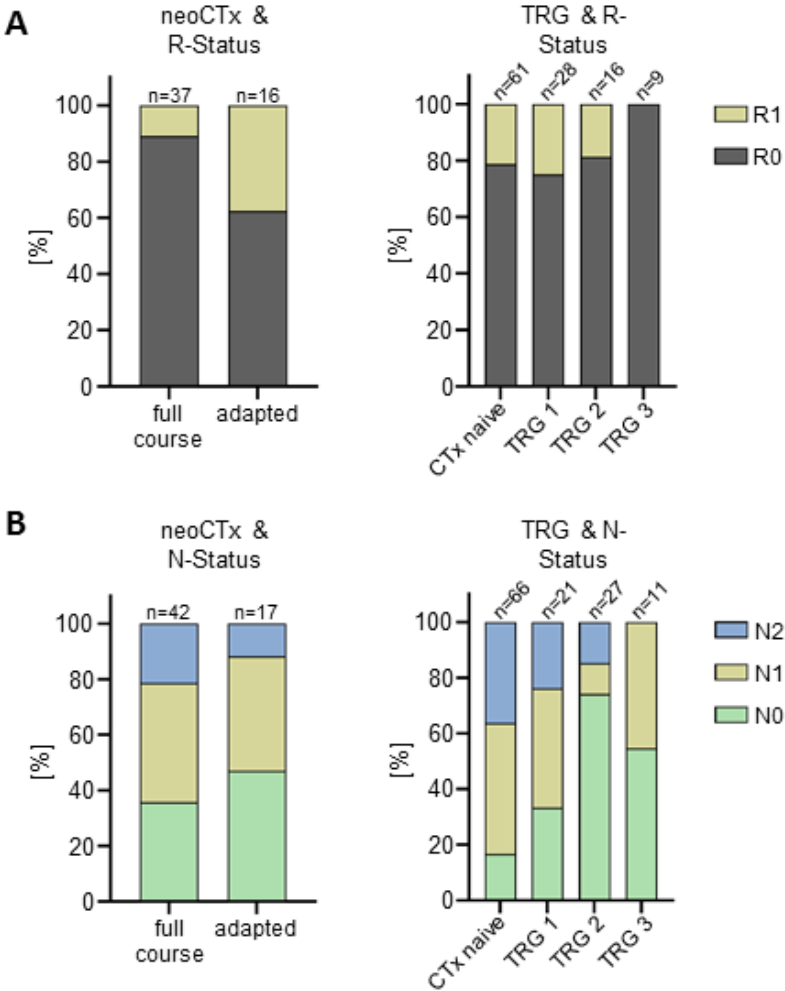 A
neoCTx &
R-Status
n=37
n=16
100
80
60
40
20
0
[%]
full
course
adapted
TRG & R-
Status
n=61
n=28
n=16
n=9
100
80
60
40
20
0
[%]
CTx naive
TRG 1
TRG 2
TRG 3
R1
R0
B
neoCTx &
N-Status
n=42
n=17
100
80
60
40
20
0
[%]
full
course
adapted
TRG & N-
Status
n=66
n=21
n=27
n=11
100
80
60
40
20
0
[%]
CTx naive
TRG 1
TRG 2
TRG 3
N2
N1
N0